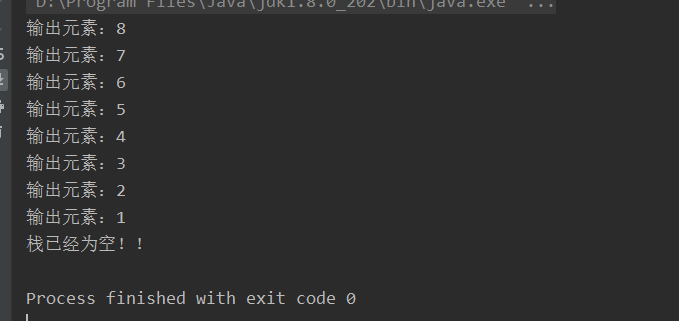 D:\Program Files\Java\jdk1.8.0_202\bin\java.exe" ...
输出元素：8
输出元素：7
输出元素：6
输出元素：5
输出元素：4
输出元素：3
输出元素：2
输出元素：1
栈已经为空！！
Process finished with exit code 0